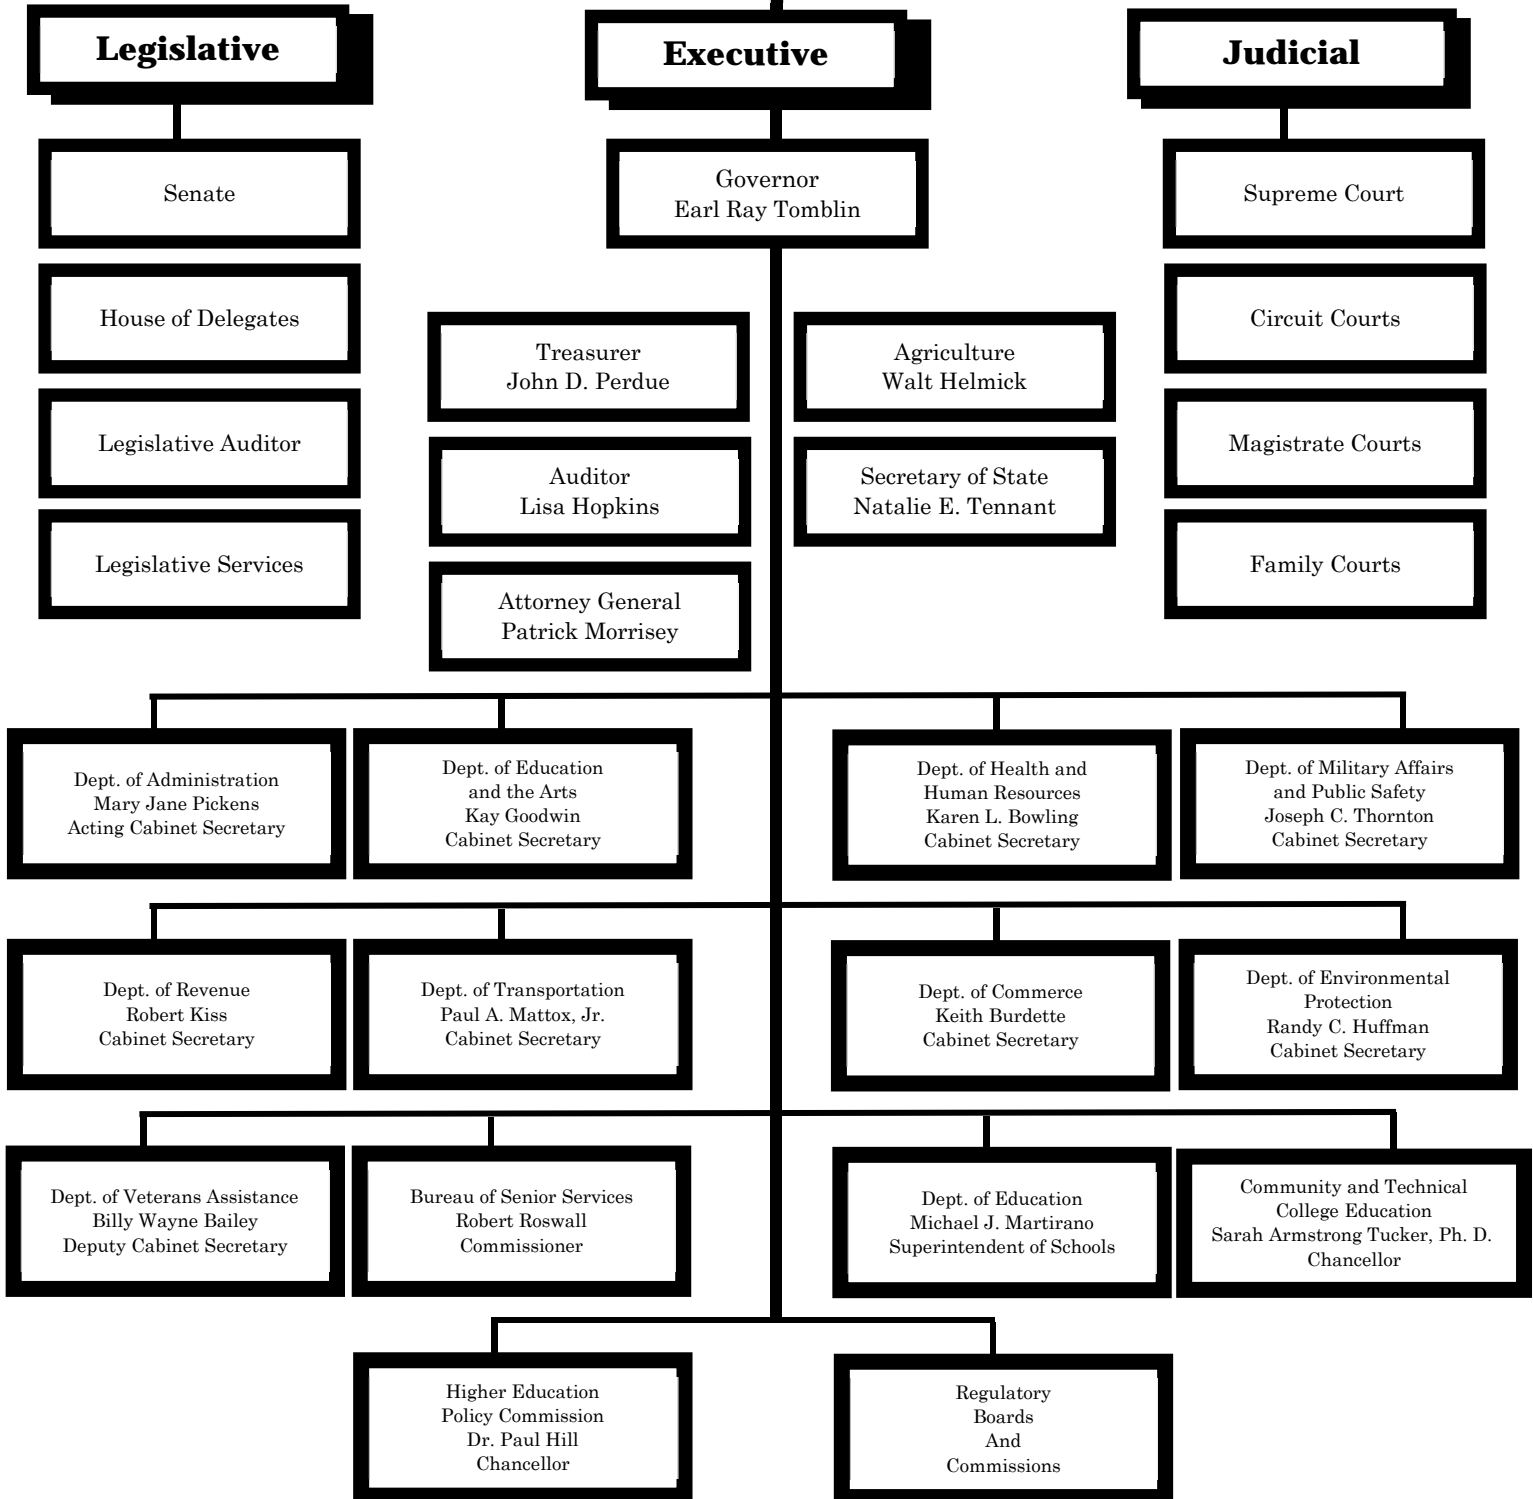 Legislative
Executive
Judicial
Senate
House of Delegates
Legislative Auditor
Legislative Services
Governor
Earl Ray Tomblin
Treasurer
John D. Perdue
Agriculture
Walt Helmick
Auditor
Lisa Hopkins
Secretary of State
Natalie E. Tennant
Attorney General
Patrick Morrisey
Supreme Court
Circuit Courts
Magistrate Courts
Family Courts
Dept. of Administration
Mary Jane Pickens
Acting Cabinet Secretary
Dept. of Education
and the Arts
Kay Goodwin
Cabinet Secretary
Dept. of Health and
Human Resources
Karen L. Bowling
Cabinet Secretary
Dept. of Military Affairs
and Public Safety
Joseph C. Thornton
Cabinet Secretary
Dept. of Revenue
Robert Kiss
Cabinet Secretary
Dept. of Transportation
Paul A. Mattox, Jr.
Cabinet Secretary
Dept. of Commerce
Keith Burdette
Cabinet Secretary
Dept. of Environmental
Protection
Randy C. Huffman
Cabinet Secretary
Dept. of Veterans Assistance
Billy Wayne Bailey
Deputy Cabinet Secretary
Bureau of Senior Services
Robert Roswall
Commissioner
Dept. of Education
Michael J. Martirano
Superintendent of Schools
Community and Technical
College Education
Sarah Armstrong Tucker, Ph. D.
Chancellor
Higher Education
Policy Commission
Dr. Paul Hill
Chancellor
Regulatory
Boards
And
Commissions